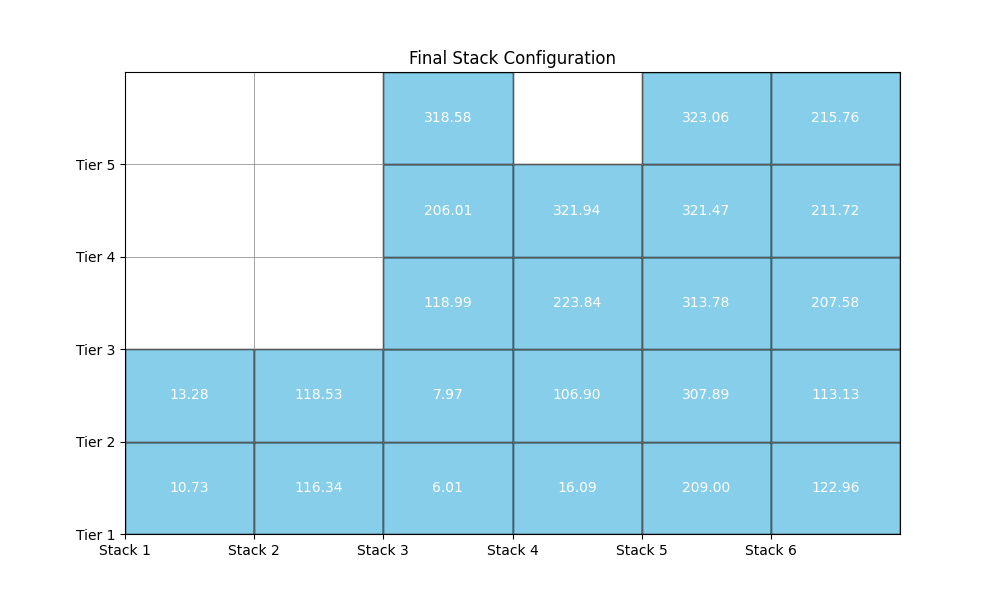 Final Stack Configuration
318.58 323.06 215.76
Tier 5
206.01 321.94 321.47 211.72
Tier 4
118.99 223.84 313.78 207.58
Tier 3
13.28 118.53 7.97 106.90 307.89 113.13
Tier 2
10.73 116.34 6.01 16.09 209.00 122.96
Tier 1
Stack 1 Stack 2 Stack 3 Stack 4 Stack 5 Stack 6